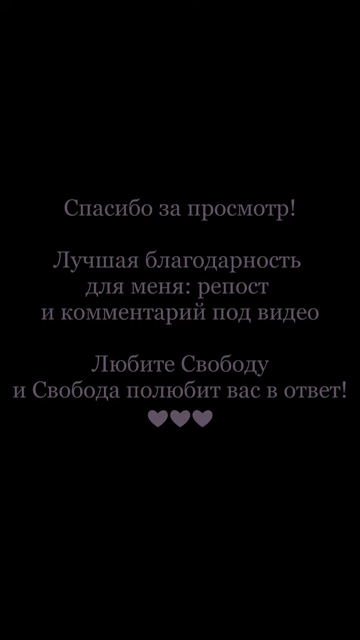 Спасибо за просмотр!
Лучшая благодарность
для меня: репост
и комментарий под видео
Любите Свободу
и Свобода полюбит вас в ответ!